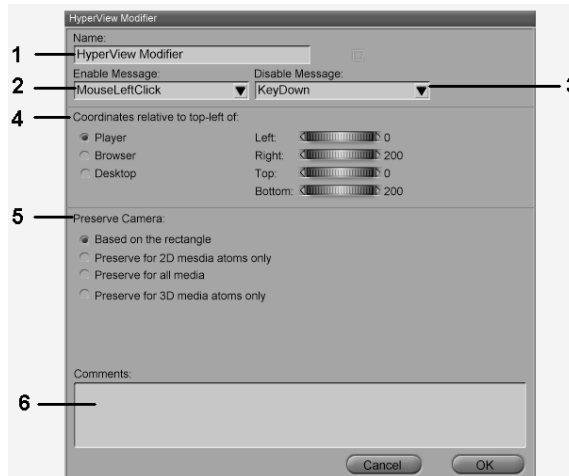 HyperView Modifier
Name:
1 HyperView Modifier
Enable Message: Disable Message:
2 MouseLeftClick KeyDown 3
4 Coordinates relative to top-left of:
Player Left: 0
Browser Right: 200
Desktop Top: 0
Bottom: 200
5 Preserve Camera:
Based on the rectangle
Preserve for 2D mesdia atoms only
Preserve for all media
Preserve for 3D media atoms only
Comments:
6
Cancel OK